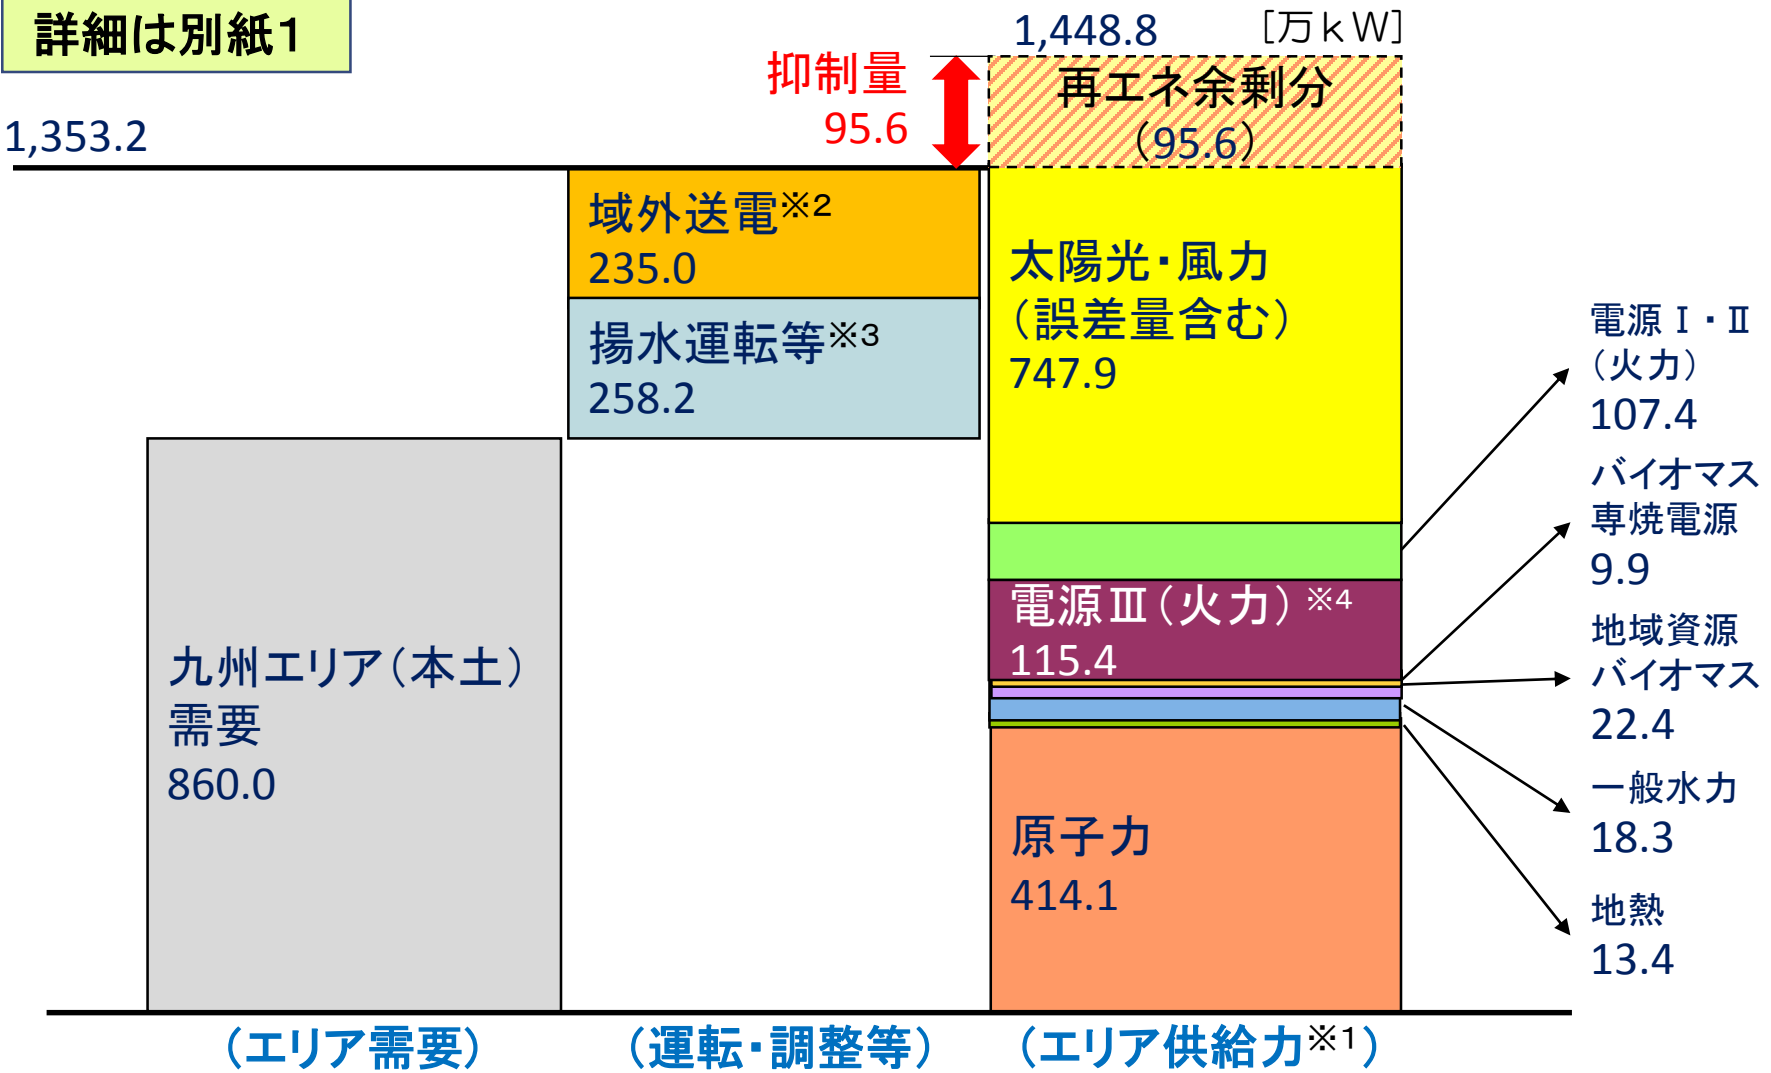 詳細は別紙1
1,448.8
[万kW]
抑制量
95.6
再エネ余剰分
(95.6)
1,353.2
域外送電※2
235.0
揚水運転等※3
258.2
太陽光・風力
(誤差量含む)
747.9
電源Ⅰ・Ⅱ
(火力)
107.4
バイオマス
専焼電源
9.9
電源Ⅲ(火力)※4
115.4
地域資源
バイオマス
22.4
九州エリア(本土)
需要
860.0
一般水力
18.3
原子力
414.1
地熱
13.4
(エリア需要)
(運転・調整等)
(エリア供給力※1)